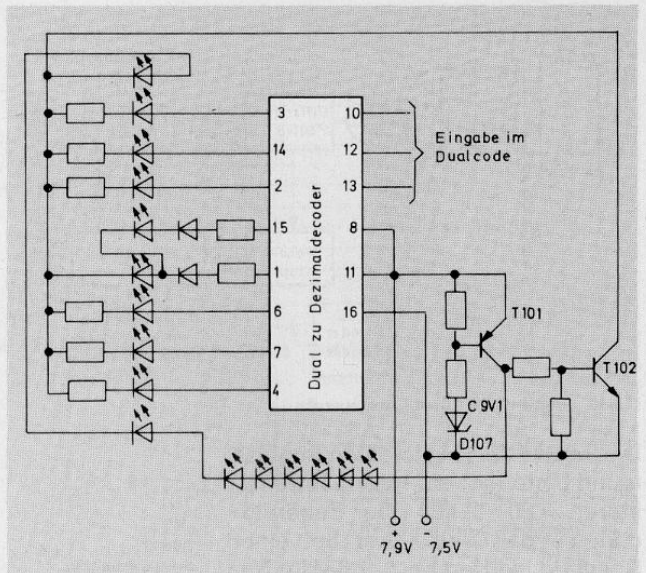 3
10
14
12
2
13
Eingabe im
Dualcode
15
8
1
11
6
16
7
4
Dual zu Dezimaldecoder
T101
T102
C9V1
D107
+
-
7,9V
7,5V